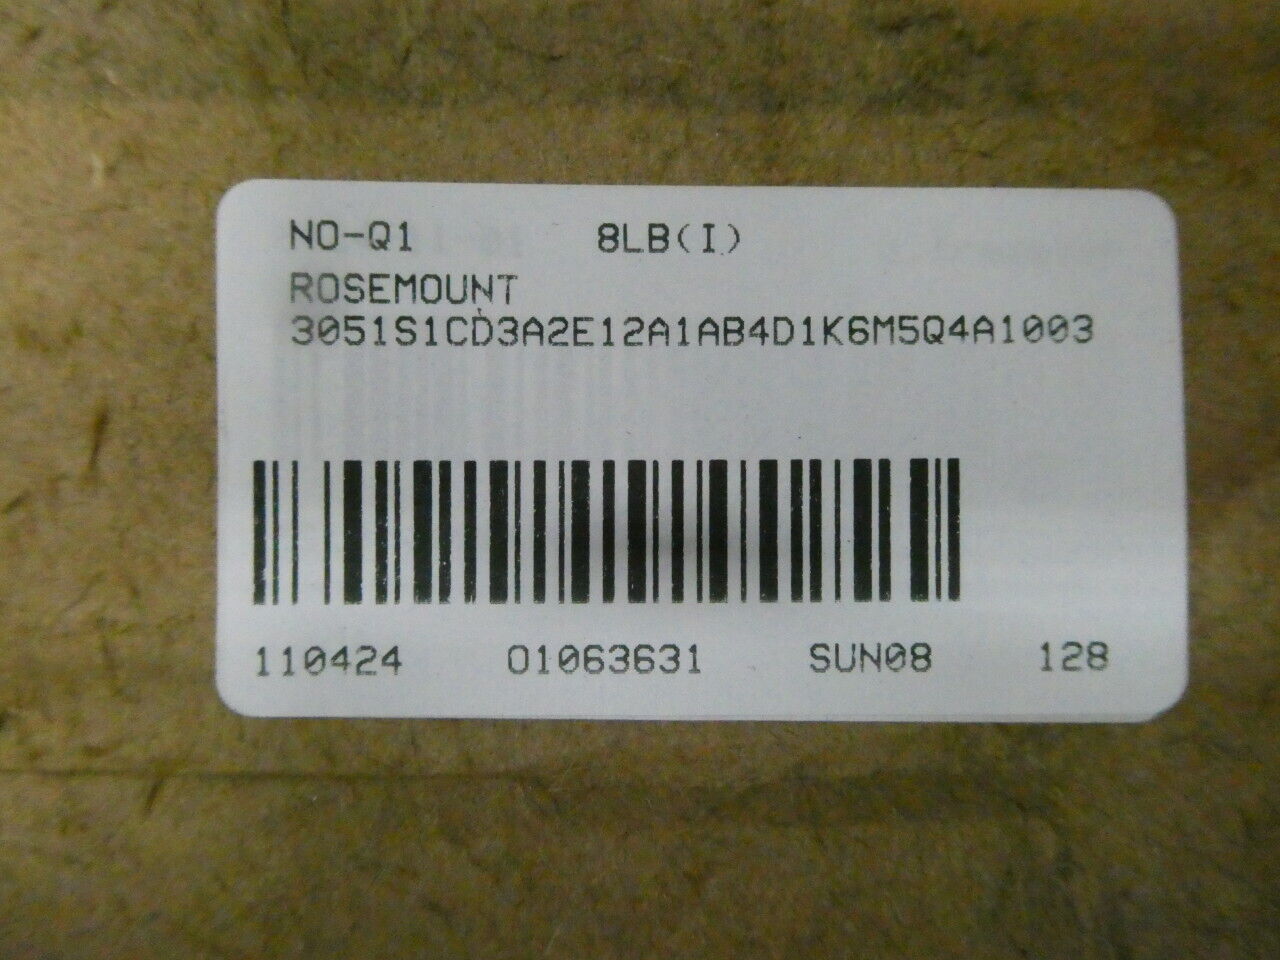 NO-Q1 8LB(I)
ROSEMOUNT
3051S1CD3A2E12A1AB4D1K6M5Q4A1003
110424 01063631 SUN08 128